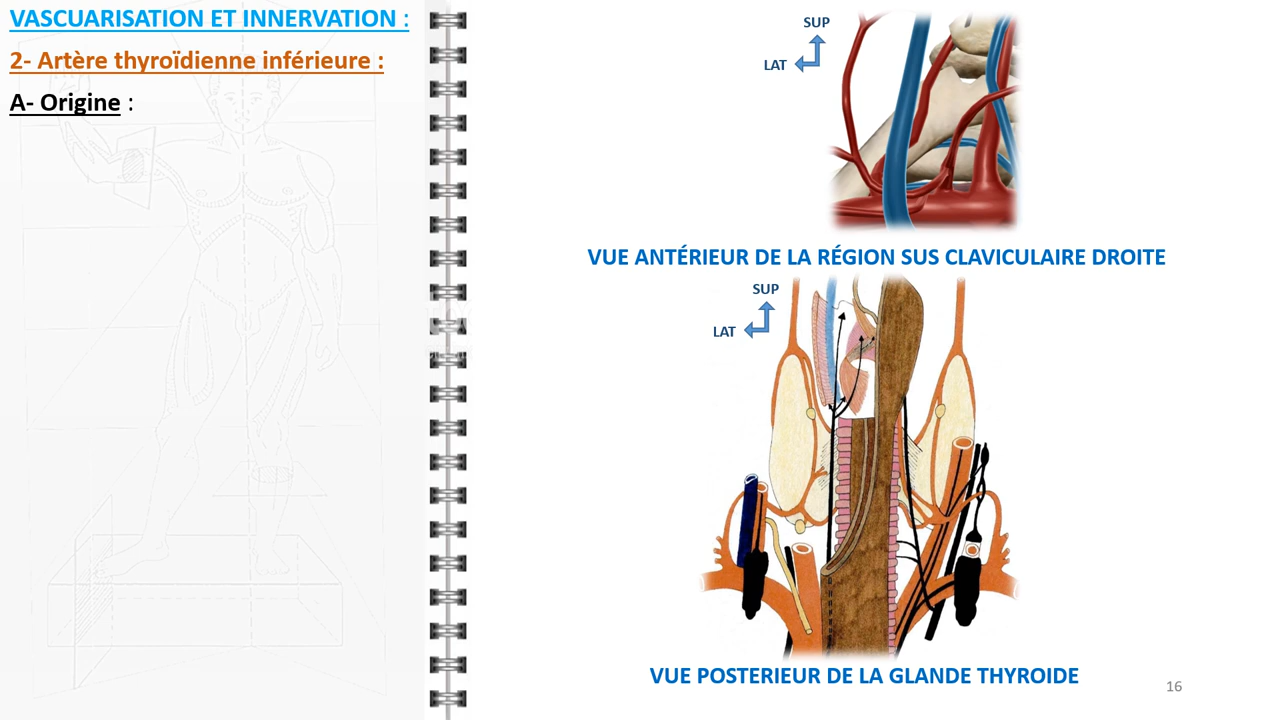 VASCUARISATION ET INNERVATION :
2- Artère thyroïdienne inférieure :
A- Origine :
SUP
LAT
VUE ANTÉRIEUR DE LA RÉGION SUS CLAVICULAIRE DROITE
SUP
LAT
VUE POSTERIEUR DE LA GLANDE THYROIDE
16